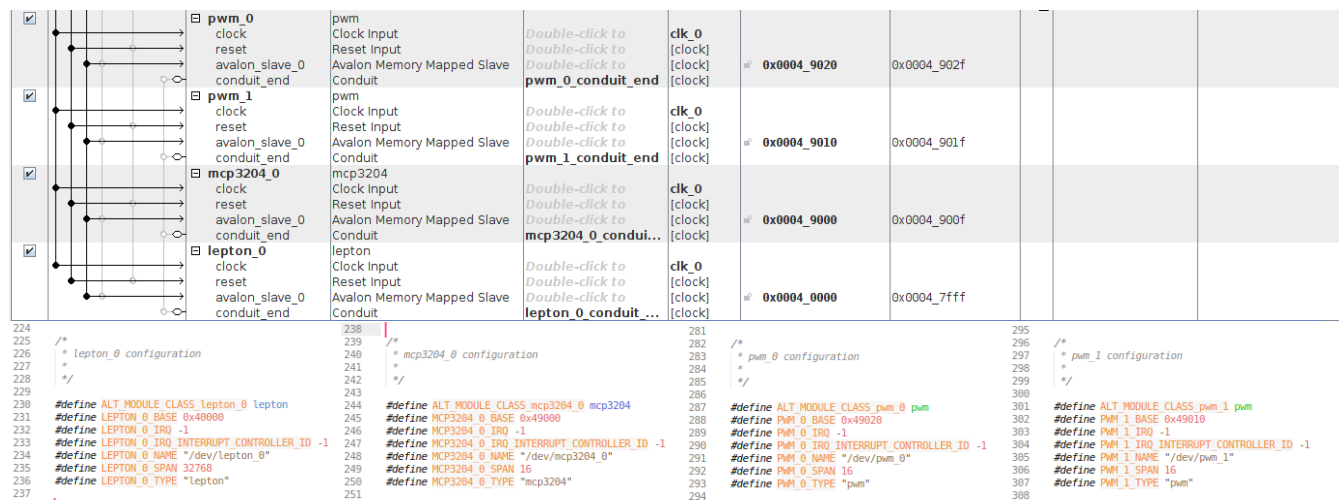 pwm_0 pwm
clock Clock Input Double-click to clk_0
reset Reset Input Double-click to [clock]
avalon_slave_0 Avalon Memory Mapped Slave Double-click to [clock] 0x0004_9020 0x0004_902f
conduit_end Conduit pwm_0_conduit_end [clock]
pwm_1 pwm
clock Clock Input Double-click to clk_0
reset Reset Input Double-click to [clock]
avalon_slave_0 Avalon Memory Mapped Slave Double-click to [clock] 0x0004_9010 0x0004_901f
conduit_end Conduit pwm_1_conduit_end [clock]
mcp3204_0 mcp3204
clock Clock Input Double-click to clk_0
reset Reset Input Double-click to [clock]
avalon_slave_0 Avalon Memory Mapped Slave Double-click to [clock] 0x0004_9000 0x0004_900f
conduit_end Conduit mcp3204_0_condui... [clock]
lepton_0 lepton
clock Clock Input Double-click to clk_0
reset Reset Input Double-click to [clock]
avalon_slave_0 Avalon Memory Mapped Slave Double-click to [clock] 0x0004_0000 0x0004_7fff
conduit_end Conduit lepton_0_conduit_... [clock]
224
225 /*
226 * lepton_0 configuration
227 *
228 */
229
230 #define ALT_MODULE_CLASS_lepton_0 lepton
231 #define LEPTON_0_BASE 0x40000
232 #define LEPTON_0_IRQ -1
233 #define LEPTON_0_IRQ_INTERRUPT_CONTROLLER_ID -1
234 #define LEPTON_0_NAME "/dev/lepton_0"
235 #define LEPTON_0_SPAN 32768
236 #define LEPTON_0_TYPE "lepton"
237
238
239 /*
240 * mcp3204_0 configuration
241 *
242 */
243
244 #define ALT_MODULE_CLASS_mcp3204_0 mcp3204
245 #define MCP3204_0_BASE 0x49000
246 #define MCP3204_0_IRQ -1
247 #define MCP3204_0_IRQ_INTERRUPT_CONTROLLER_ID -1
248 #define MCP3204_0_NAME "/dev/mcp3204_0"
249 #define MCP3204_0_SPAN 16
250 #define MCP3204_0_TYPE "mcp3204"
251
281
282 /*
283 * pwm_0 configuration
284 *
285 */
286
287 #define ALT_MODULE_CLASS_pwm_0 pwm
288 #define PWM_0_BASE 0x49020
289 #define PWM_0_IRQ -1
290 #define PWM_0_IRQ_INTERRUPT_CONTROLLER_ID -1
291 #define PWM_0_NAME "/dev/pwm_0"
292 #define PWM_0_SPAN 16
293 #define PWM_0_TYPE "pwm"
294
295
296 /*
297 * pwm_1 configuration
298 *
299 */
300
301 #define ALT_MODULE_CLASS_pwm_1 pwm
302 #define PWM_1_BASE 0x49010
303 #define PWM_1_IRQ -1
304 #define PWM_1_IRQ_INTERRUPT_CONTROLLER_ID -1
305 #define PWM_1_NAME "/dev/pwm_1"
306 #define PWM_1_SPAN 16
307 #define PWM_1_TYPE "pwm"
308